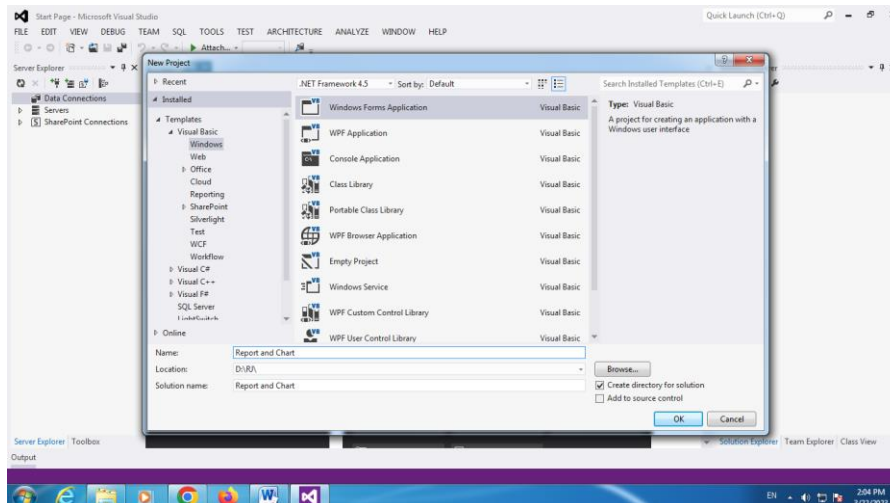 Start Page - Microsoft Visual Studio
Quick Launch (Ctrl+Q)
FILE EDIT VIEW DEBUG TEAM SQL TOOLS TEST ARCHITECTURE ANALYZE WINDOW HELP
Attach...
Server Explorer
Data Connections
Servers
SharePoint Connections
New Project
Recent
.NET Framework 4.5
Sort by: Default
Search Installed Templates (Ctrl+E)
Installed
Templates
Visual Basic
Windows
Web
Office
Cloud
Reporting
SharePoint
Silverlight
Test
WCF
Workflow
Visual C#
Visual C++
Visual F#
SQL Server
LightSwitch
Online
Windows Forms Application Visual Basic
WPF Application Visual Basic
Console Application Visual Basic
Class Library Visual Basic
Portable Class Library Visual Basic
WPF Browser Application Visual Basic
Empty Project Visual Basic
Windows Service Visual Basic
WPF Custom Control Library Visual Basic
WPF User Control Library Visual Basic
Type: Visual Basic
A project for creating an application with a
Windows user interface
Name: Report and Chart
Location: D:\RJ\
Browse...
Solution name: Report and Chart
Create directory for solution
Add to source control
OK Cancel
Server Explorer Toolbox
Solution Explorer Team Explorer Class View
Output
EN
2:04 PM